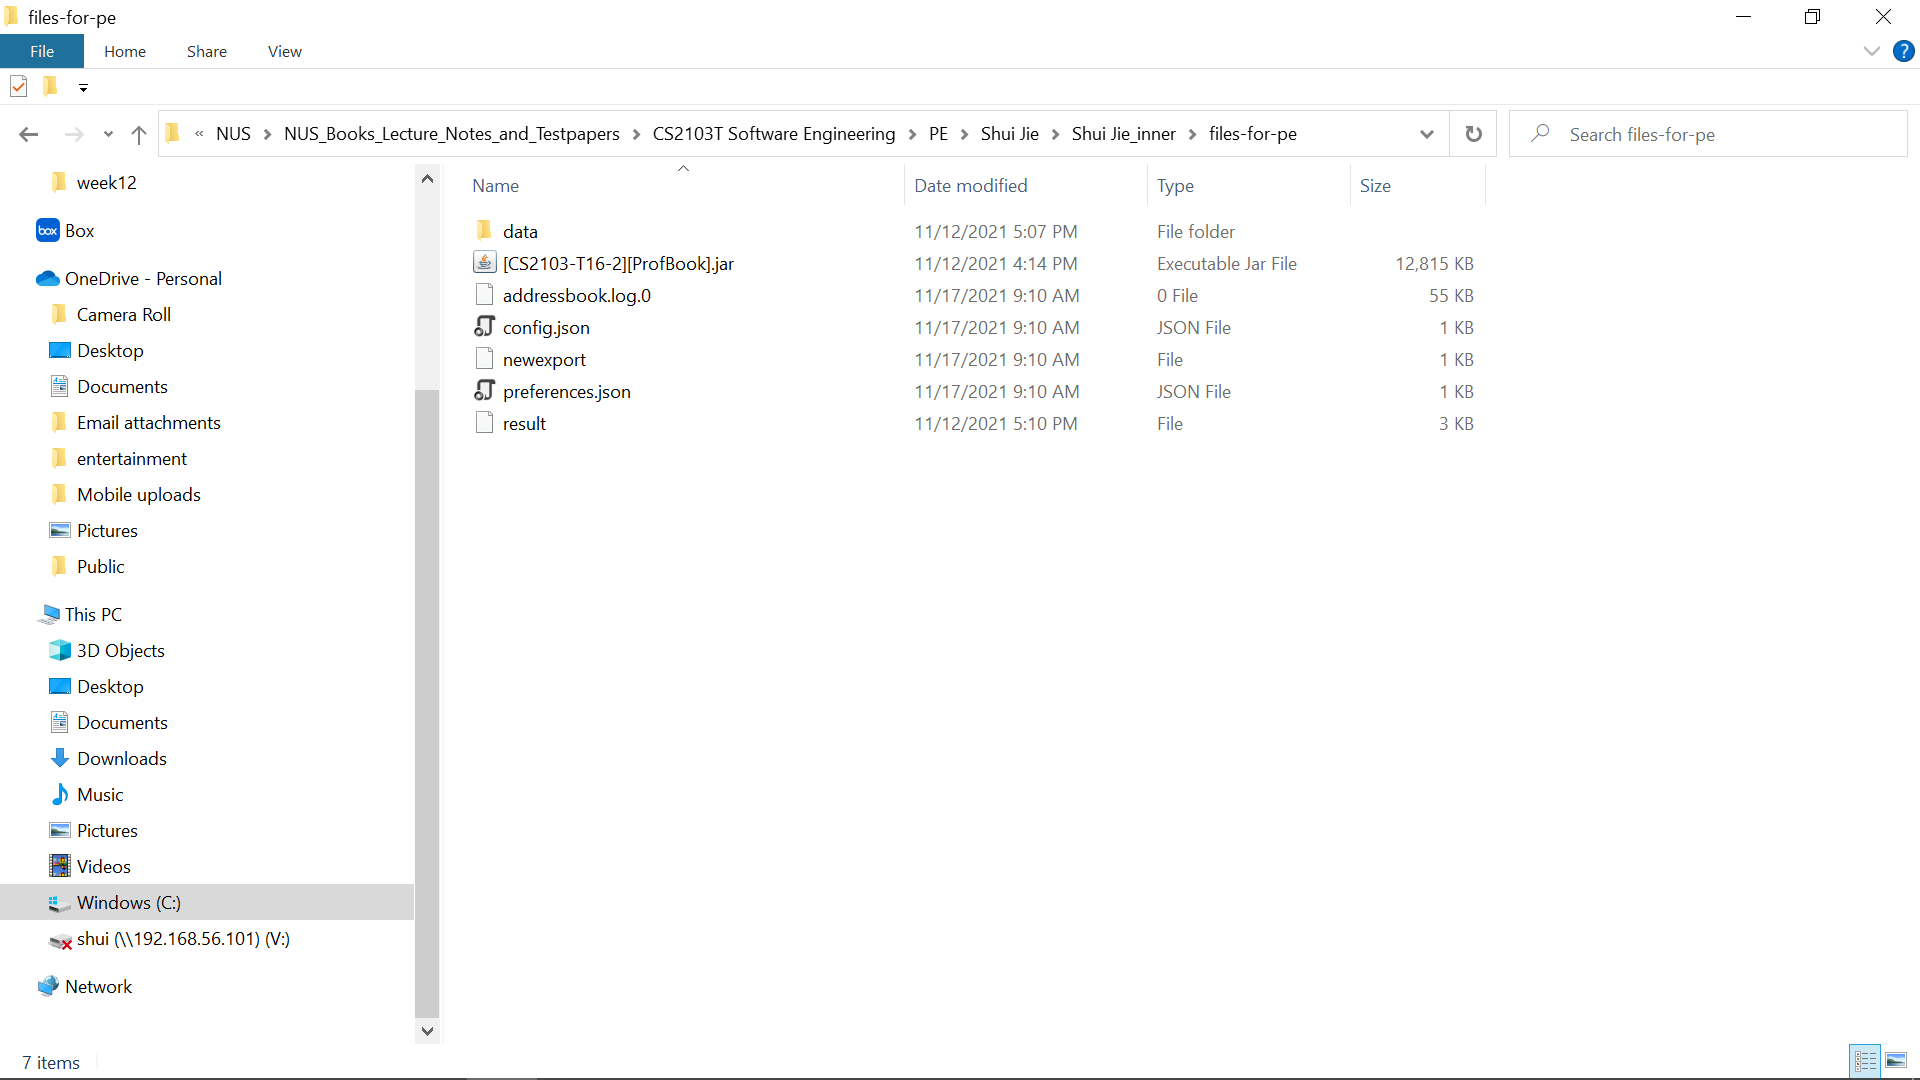 files-for-pe
File Home Share View
« NUS > NUS_Books_Lecture_Notes_and_Testpapers > CS2103T Software Engineering > PE > Shui Jie > Shui Jie_inner > files-for-pe
Search files-for-pe
week12
box Box
OneDrive - Personal
Camera Roll
Desktop
Documents
Email attachments
entertainment
Mobile uploads
Pictures
Public
This PC
3D Objects
Desktop
Documents
Downloads
Music
Pictures
Videos
Windows (C:)
shui (\\192.168.56.101) (V:)
Network
Name Date modified Type Size
data 11/12/2021 5:07 PM File folder
[CS2103-T16-2][ProfBook].jar 11/12/2021 4:14 PM Executable Jar File 12,815 KB
addressbook.log.0 11/17/2021 9:10 AM 0 File 55 KB
config.json 11/17/2021 9:10 AM JSON File 1 KB
newexport 11/17/2021 9:10 AM File 1 KB
preferences.json 11/17/2021 9:10 AM JSON File 1 KB
result 11/12/2021 5:10 PM File 3 KB
7 items